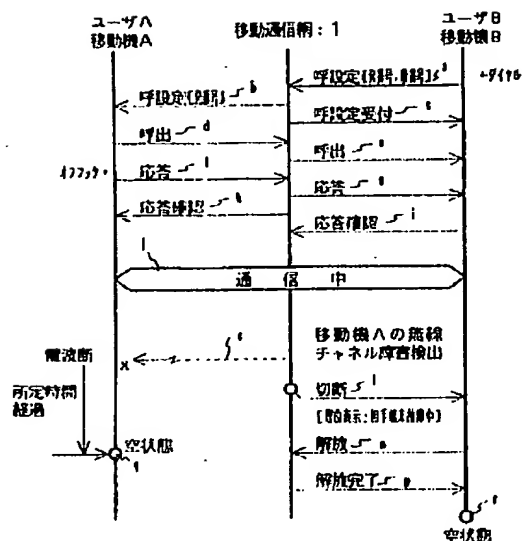 ユーザA
移動機A
移動通信網：1
ユーザB
移動機B
←ダイヤル
呼設定
呼設定
呼設定受付
呼出 d
呼出
オフフック
応答
応答
応答確認
応答確認 i
通信中
移動機Aの無線
チャネル障害検出
電波断
x
所定時間
経過
切断
空状態
解放
解放完了 p
空状態